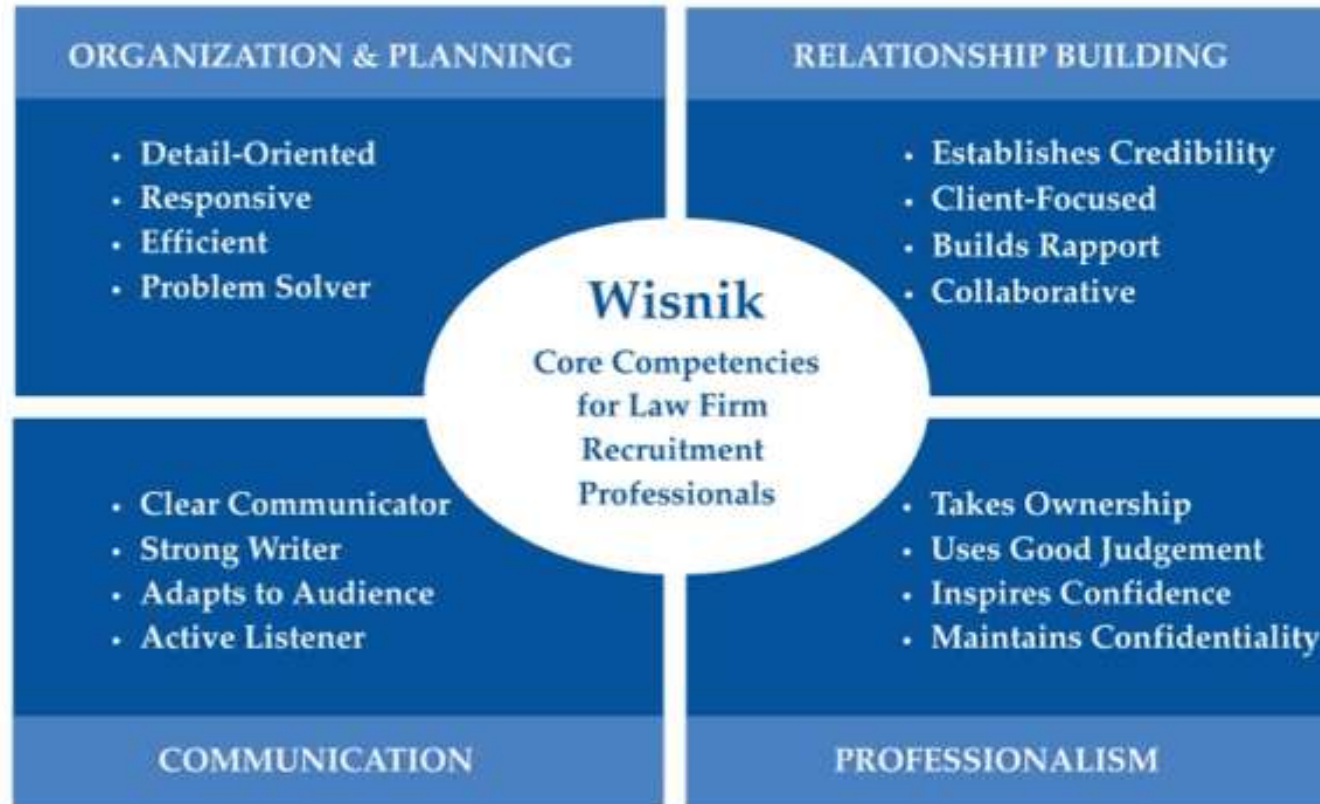 ORGANIZATION & PLANNING
• Detail-Oriented
• Responsive
• Efficient
• Problem Solver
RELATIONSHIP BUILDING
• Establishes Credibility
• Client-Focused
• Builds Rapport
• Collaborative
Wisnik
Core Competencies
for Law Firm
Recruitment
Professionals
• Clear Communicator
• Strong Writer
• Adapts to Audience
• Active Listener
COMMUNICATION
• Takes Ownership
• Uses Good Judgement
• Inspires Confidence
• Maintains Confidentiality
PROFESSIONALISM